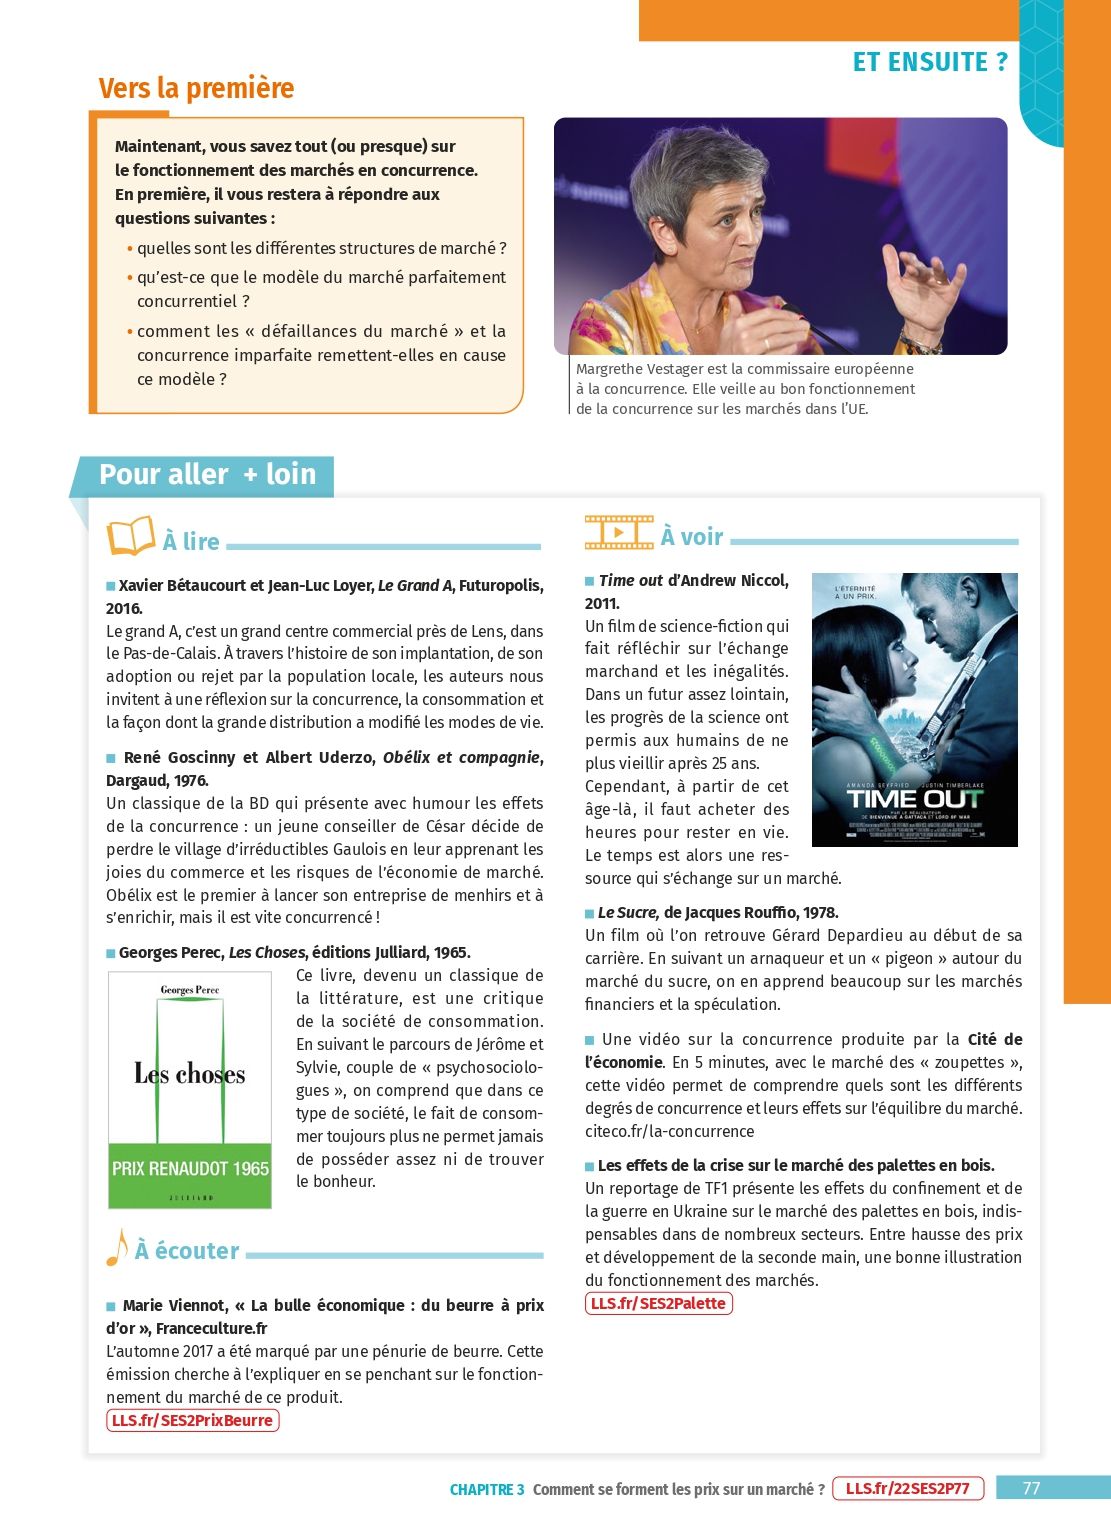 ET ENSUITE ?
Vers la première
Maintenant, vous savez tout (ou presque) sur
le fonctionnement des marchés en concurrence.
En première, il vous restera à répondre aux
questions suivantes :
• quelles sont les différentes structures de marché ?
• qu’est-ce que le modèle du marché parfaitement
concurrentiel ?
• comment les « défaillances du marché » et la
concurrence imparfaite remettent-elles en cause
ce modèle ?
summit
Margrethe Vestager est la commissaire européenne
à la concurrence. Elle veille au bon fonctionnement
de la concurrence sur les marchés dans l’UE.
Pour aller + loin
À lire
Xavier Bétaucourt et Jean-Luc Loyer, Le Grand A, Futuropolis,
2016.
Le grand A, c’est un grand centre commercial près de Lens, dans
le Pas-de-Calais. À travers l’histoire de son implantation, de son
adoption ou rejet par la population locale, les auteurs nous
invitent à une réflexion sur la concurrence, la consommation et
la façon dont la grande distribution a modifié les modes de vie.
René Goscinny et Albert Uderzo, Obélix et compagnie,
Dargaud, 1976.
Un classique de la BD qui présente avec humour les effets
de la concurrence : un jeune conseiller de César décide de
perdre le village d’irréductibles Gaulois en leur apprenant les
joies du commerce et les risques de l’économie de marché.
Obélix est le premier à lancer son entreprise de menhirs et à
s’enrichir, mais il est vite concurrencé !
Georges Perec, Les Choses, éditions Julliard, 1965.
Georges Perec
Les choses
PRIX RENAUDOT 1965
JULLIARD
Ce livre, devenu un classique de
la littérature, est une critique
de la société de consommation.
En suivant le parcours de Jérôme et
Sylvie, couple de « psychosociolo-
gues », on comprend que dans ce
type de société, le fait de consom-
mer toujours plus ne permet jamais
de posséder assez ni de trouver
le bonheur.
À écouter
Marie Viennot, « La bulle économique : du beurre à prix
d’or », Franceculture.fr
L’automne 2017 a été marqué par une pénurie de beurre. Cette
émission cherche à l’expliquer en se penchant sur le fonction-
nement du marché de ce produit.
LLS.fr/SES2PrixBeurre
À voir
Time out d’Andrew Niccol,
2011.
Un film de science-fiction qui
fait réfléchir sur l’échange
marchand et les inégalités.
Dans un futur assez lointain,
les progrès de la science ont
permis aux humains de ne
plus vieillir après 25 ans.
Cependant, à partir de cet
âge-là, il faut acheter des
heures pour rester en vie.
Le temps est alors une res-
source qui s’échange sur un marché.
L'ÉTERNITÉ
A UN PRIX.
AMANDA SEYFRIED JUSTIN TIMBERLAKE
TIME OUT
PAR LE RÉALISATEUR
DE BIENVENUE À GATTACA ET LORD OF WAR
Le Sucre, de Jacques Rouffio, 1978.
Un film où l’on retrouve Gérard Depardieu au début de sa
carrière. En suivant un arnaqueur et un « pigeon » autour du
marché du sucre, on en apprend beaucoup sur les marchés
financiers et la spéculation.
Une vidéo sur la concurrence produite par la Cité de
l’économie. En 5 minutes, avec le marché des « zoupettes »,
cette vidéo permet de comprendre quels sont les différents
degrés de concurrence et leurs effets sur l’équilibre du marché.
citeco.fr/la-concurrence
Les effets de la crise sur le marché des palettes en bois.
Un reportage de TF1 présente les effets du confinement et de
la guerre en Ukraine sur le marché des palettes en bois, indis-
pensables dans de nombreux secteurs. Entre hausse des prix
et développement de la seconde main, une bonne illustration
du fonctionnement des marchés.
LLS.fr/SES2Palette
CHAPITRE 3 Comment se forment les prix sur un marché ? LLS.fr/22SES2P77 77